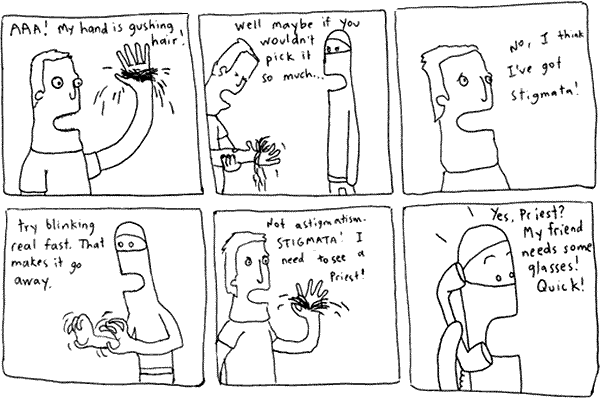 AAA! My hand is gushing
hair!
well maybe if you
wouldn't
pick it
so much...
No, I think
I've got
stigmata!
try blinking
real fast. That
makes it go
away.
Not astigmatism.
STIGMATA! I
need to see a
Priest!
Yes, Priest?
My friend
needs some
glasses!
Quick!